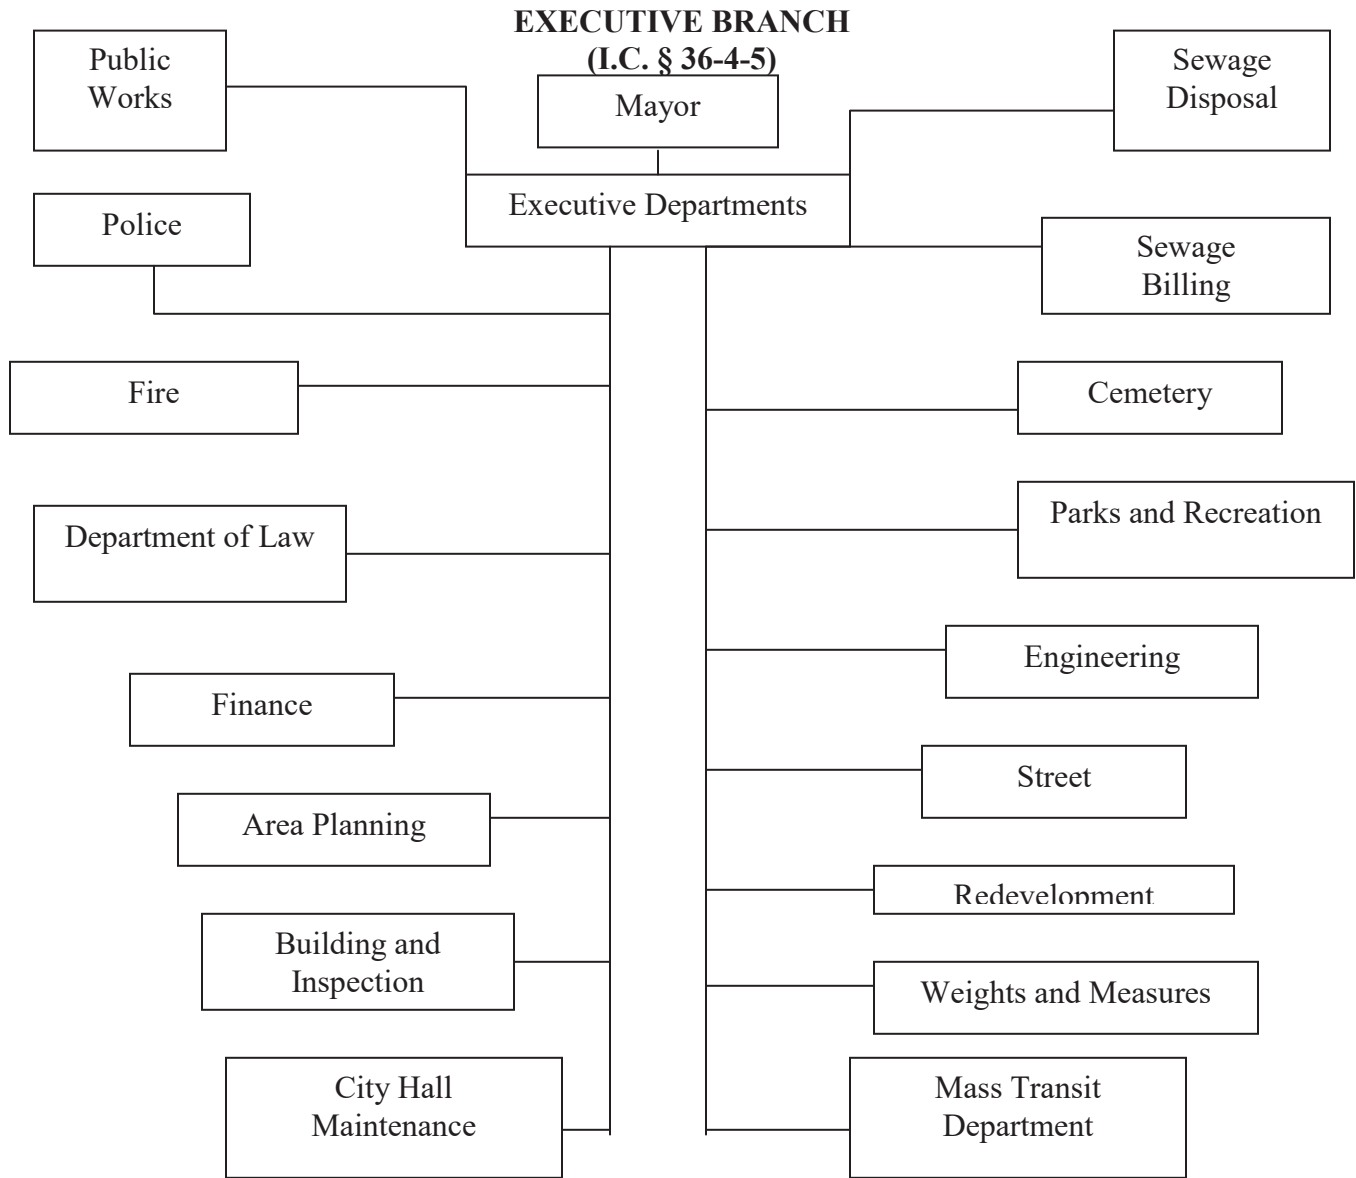 EXECUTIVE BRANCH
(I.C. § 36-4-5)
Mayor
Executive Departments
Public
Works
Police
Fire
Department of Law
Finance
Area Planning
Building and
Inspection
City Hall
Maintenance
Sewage
Disposal
Sewage
Billing
Cemetery
Parks and Recreation
Engineering
Street
Redevelopment
Weights and Measures
Mass Transit
Department